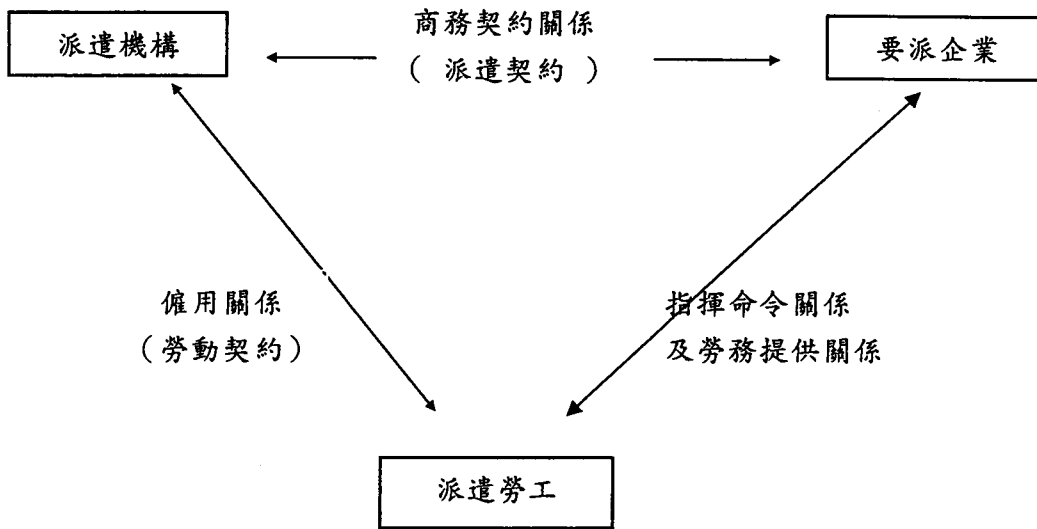 派遣機構
商務契約關係
（派遣契約）
要派企業
僱用關係
（勞動契約）
指揮命令關係
及勞務提供關係
派遣勞工